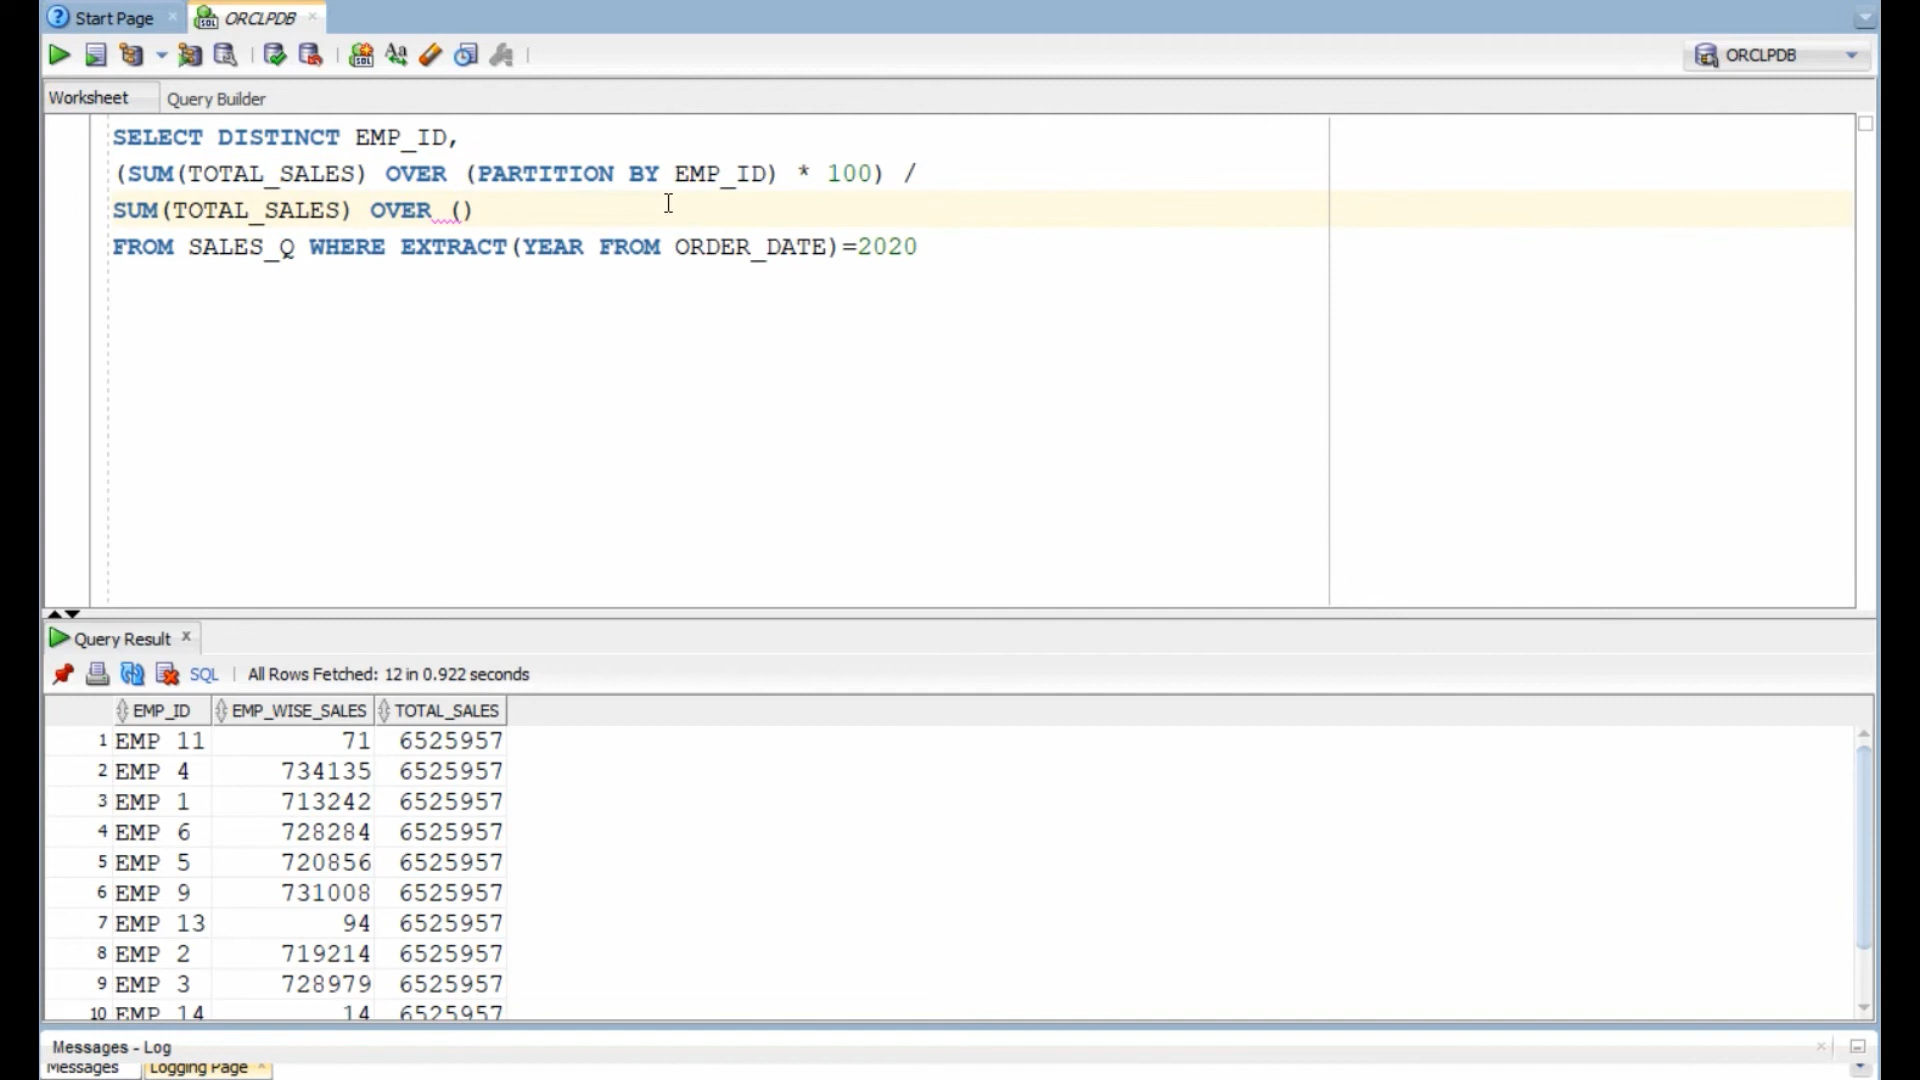 Start Page
ORCLPDB
ORCLPDB
Worksheet
Query Builder
SELECT DISTINCT EMP_ID,
(SUM(TOTAL_SALES) OVER (PARTITION BY EMP_ID) * 100) /
SUM(TOTAL_SALES) OVER ()
FROM SALES_Q WHERE EXTRACT(YEAR FROM ORDER_DATE)=2020
Query Result x
SQL | All Rows Fetched: 12 in 0.922 seconds
EMP_ID EMP_WISE_SALES TOTAL_SALES
1 EMP 11 71 6525957
2 EMP 4 734135 6525957
3 EMP 1 713242 6525957
4 EMP 6 728284 6525957
5 EMP 5 720856 6525957
6 EMP 9 731008 6525957
7 EMP 13 94 6525957
8 EMP 2 719214 6525957
9 EMP 3 728979 6525957
10 EMP 14 14 6525957
Messages - Log
Messages
Logging Page